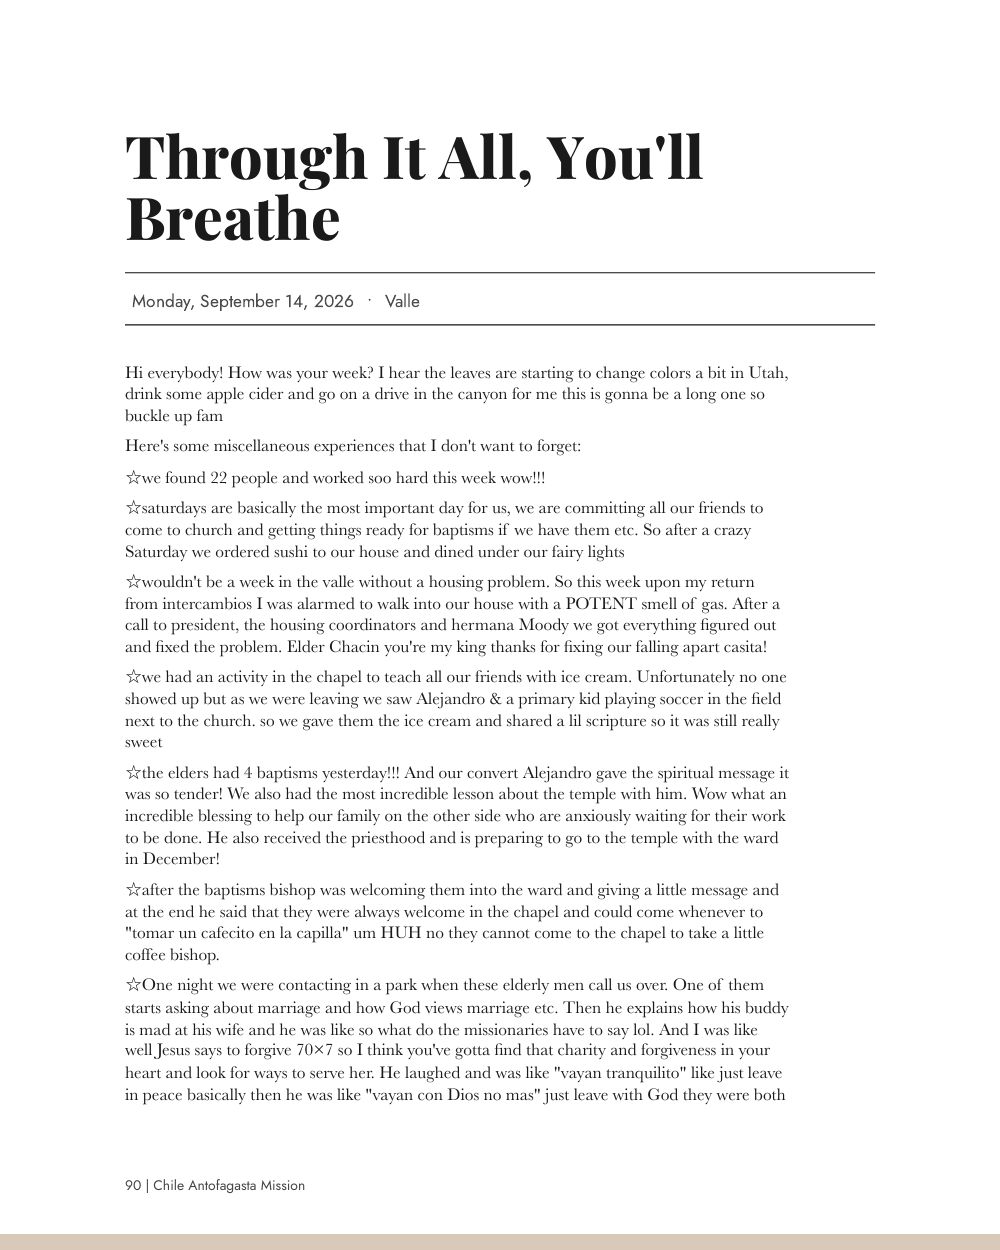 Through It All, You'll
Breathe
Monday, September 14, 2026 · Valle
Hi everybody! How was your week? I hear the leaves are starting to change colors a bit in Utah,
drink some apple cider and go on a drive in the canyon for me this is gonna be a long one so
buckle up fam
Here's some miscellaneous experiences that I don't want to forget:
☆we found 22 people and worked soo hard this week wow!!!
☆saturdays are basically the most important day for us, we are committing all our friends to
come to church and getting things ready for baptisms if we have them etc. So after a crazy
Saturday we ordered sushi to our house and dined under our fairy lights
☆wouldn't be a week in the valle without a housing problem. So this week upon my return
from intercambios I was alarmed to walk into our house with a POTENT smell of gas. After a
call to president, the housing coordinators and hermana Moody we got everything figured out
and fixed the problem. Elder Chacin you're my king thanks for fixing our falling apart casita!
☆we had an activity in the chapel to teach all our friends with ice cream. Unfortunately no one
showed up but as we were leaving we saw Alejandro & a primary kid playing soccer in the field
next to the church. so we gave them the ice cream and shared a lil scripture so it was still really
sweet
☆the elders had 4 baptisms yesterday!!! And our convert Alejandro gave the spiritual message it
was so tender! We also had the most incredible lesson about the temple with him. Wow what an
incredible blessing to help our family on the other side who are anxiously waiting for their work
to be done. He also received the priesthood and is preparing to go to the temple with the ward
in December!
☆after the baptisms bishop was welcoming them into the ward and giving a little message and
at the end he said that they were always welcome in the chapel and could come whenever to
"tomar un cafecito en la capilla" um HUH no they cannot come to the chapel to take a little
coffee bishop.
☆One night we were contacting in a park when these elderly men call us over. One of them
starts asking about marriage and how God views marriage etc. Then he explains how his buddy
is mad at his wife and he was like so what do the missionaries have to say lol. And I was like
well Jesus says to forgive 70×7 so I think you've gotta find that charity and forgiveness in your
heart and look for ways to serve her. He laughed and was like "vayan tranquilito" like just leave
in peace basically then he was like "vayan con Dios no mas" just leave with God they were both
90 | Chile Antofagasta Mission